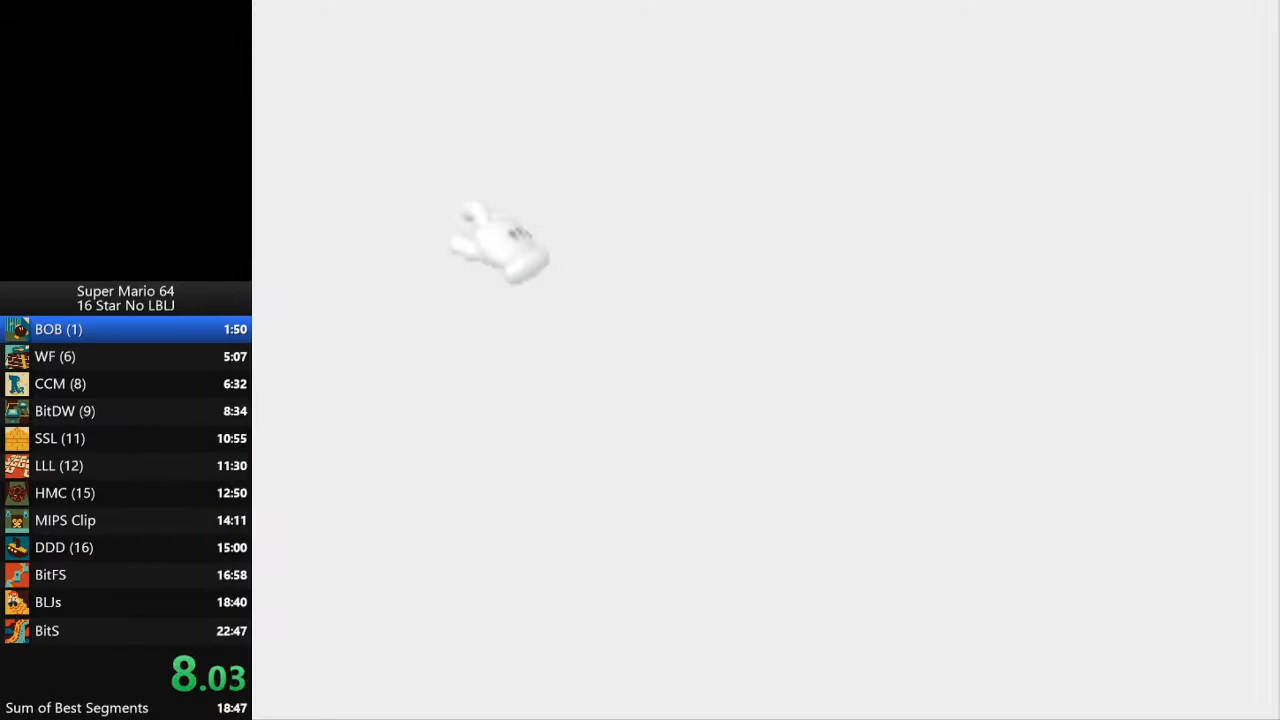 Super Mario 64
16 Star No LBLJ
BOB (1) 1:50
WF (6) 5:07
CCM (8) 6:32
BitDW (9) 8:34
SSL (11) 10:55
LLL (12) 11:30
HMC (15) 12:50
MIPS Clip 14:11
DDD (16) 15:00
BitFS 16:58
BLJs 18:40
BitS 22:47
8.03
Sum of Best Segments 18:47